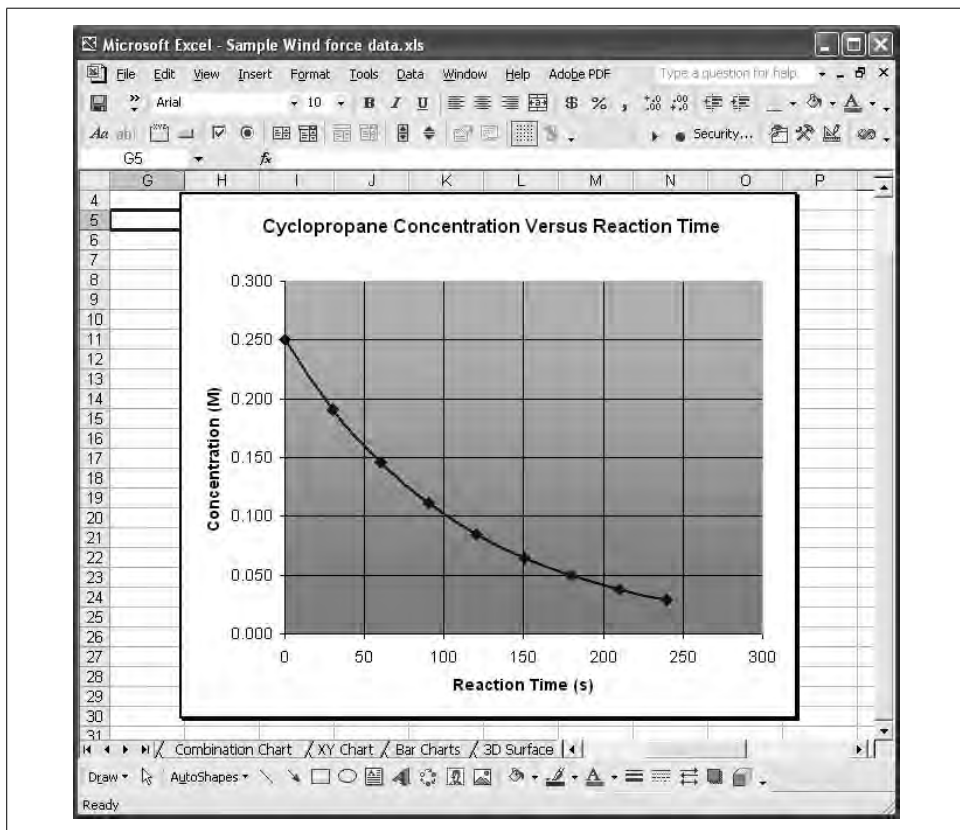 Microsoft Excel - Sample Wind force data.xls
File Edit View Insert Format Tools Data Window Help Adobe PDF Type a question for help
Arial 10 B I U $ % ,
Aa ab| Security...
G5 fx
G H I J K L M N O P
4
5
6
7
8
9
10
11
12
13
14
15
16
17
18
19
20
21
22
23
24
25
26
27
28
29
30
31
Cyclopropane Concentration Versus Reaction Time
Concentration (M)
0.300
0.250
0.200
0.150
0.100
0.050
0.000
0 50 100 150 200 250 300
Reaction Time (s)
Combination Chart XY Chart Bar Charts 3D Surface
Draw AutoShapes
Ready